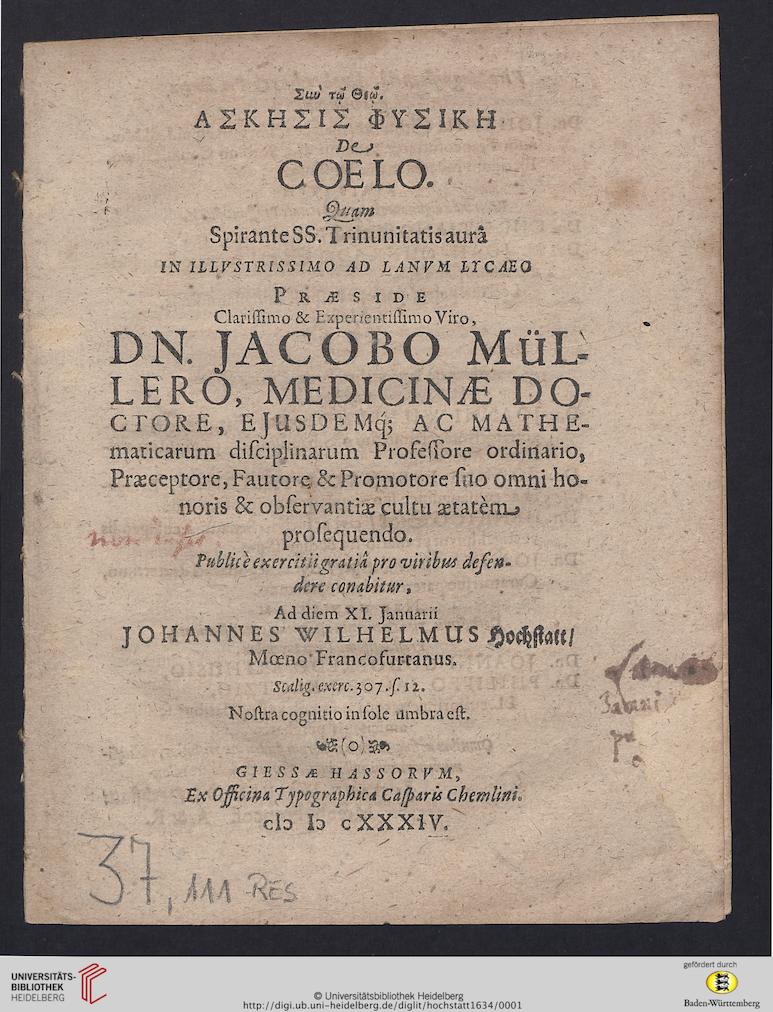 Σὺν τῷ Θεῷ.
ΑΣΚΗΣΙΣ ΦΥΣΙΚΗ
De
COELO.
Quam
Spirante SS. Trinunitatis aurâ
IN ILLVSTRISSIMO AD LANVM LYCAEO
PRÆSIDE
Clarissimo & Experientissimo Viro,
DN. JACOBO MüL-
LERO, MEDICINÆ DO-
CTORE, EJUSDEMq́; AC MATHE-
maticarum disciplinarum Professore ordinario,
Præceptore, Fautore & Promotore suo omni ho-
noris & observantiæ cultu ætatèm
prosequendo.
Publicè exercitii gratiâ pro viribus defen-
dere conabitur,
Ad diem XI. Januarii
JOHANNES WILHELMUS Hochstatt/
Mœno Francofurtanus.
Scalig. exerc. 307. s. 12.
Nostra cognitio in sole umbra est.
(o)
GIESSÆ HASSORVM,
Ex Officina Typographica Casparis Chemlini.
cIɔ Iɔ cXXXIV.
37, 111 RES
UNIVERSITÄTS-
BIBLIOTHEK
HEIDELBERG
© Universitätsbibliothek Heidelberg
http://digi.ub.uni-heidelberg.de/diglit/hochstatt1634/0001
gefördert durch
Baden-Württemberg